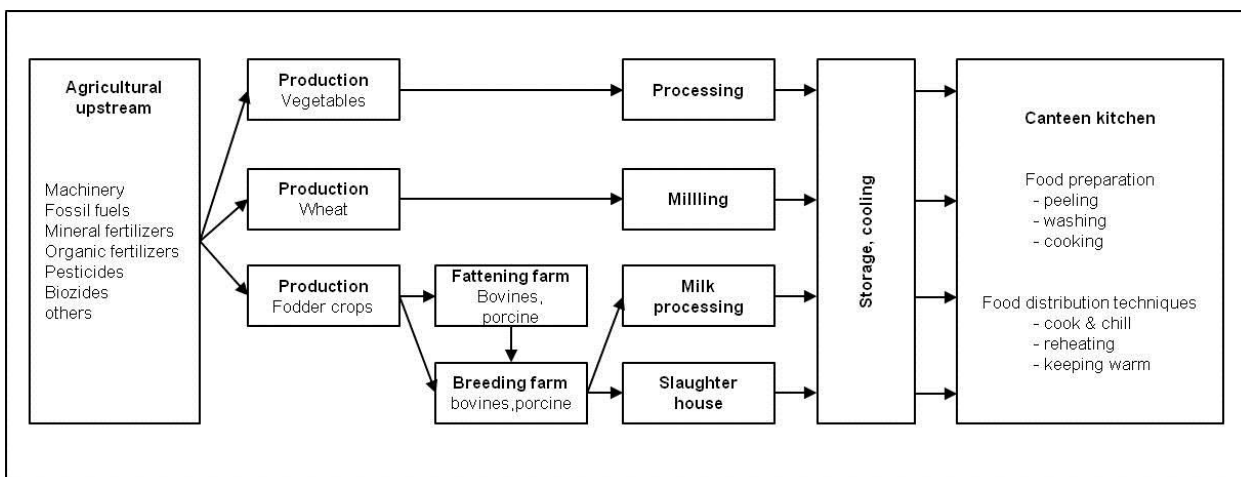 Agricultural
upstream
Machinery
Fossil fuels
Mineral fertilizers
Organic fertilizers
Pesticides
Biozides
others
Production
Vegetables
Processing
Production
Wheat
Millling
Production
Fodder crops
Fattening farm
Bovines,
porcine
Milk
processing
Breeding farm
bovines,porcine
Slaughter
house
Storage, cooling
Canteen kitchen
Food preparation
- peeling
- washing
- cooking
Food distribution techniques
- cook & chill
- reheating
- keeping warm